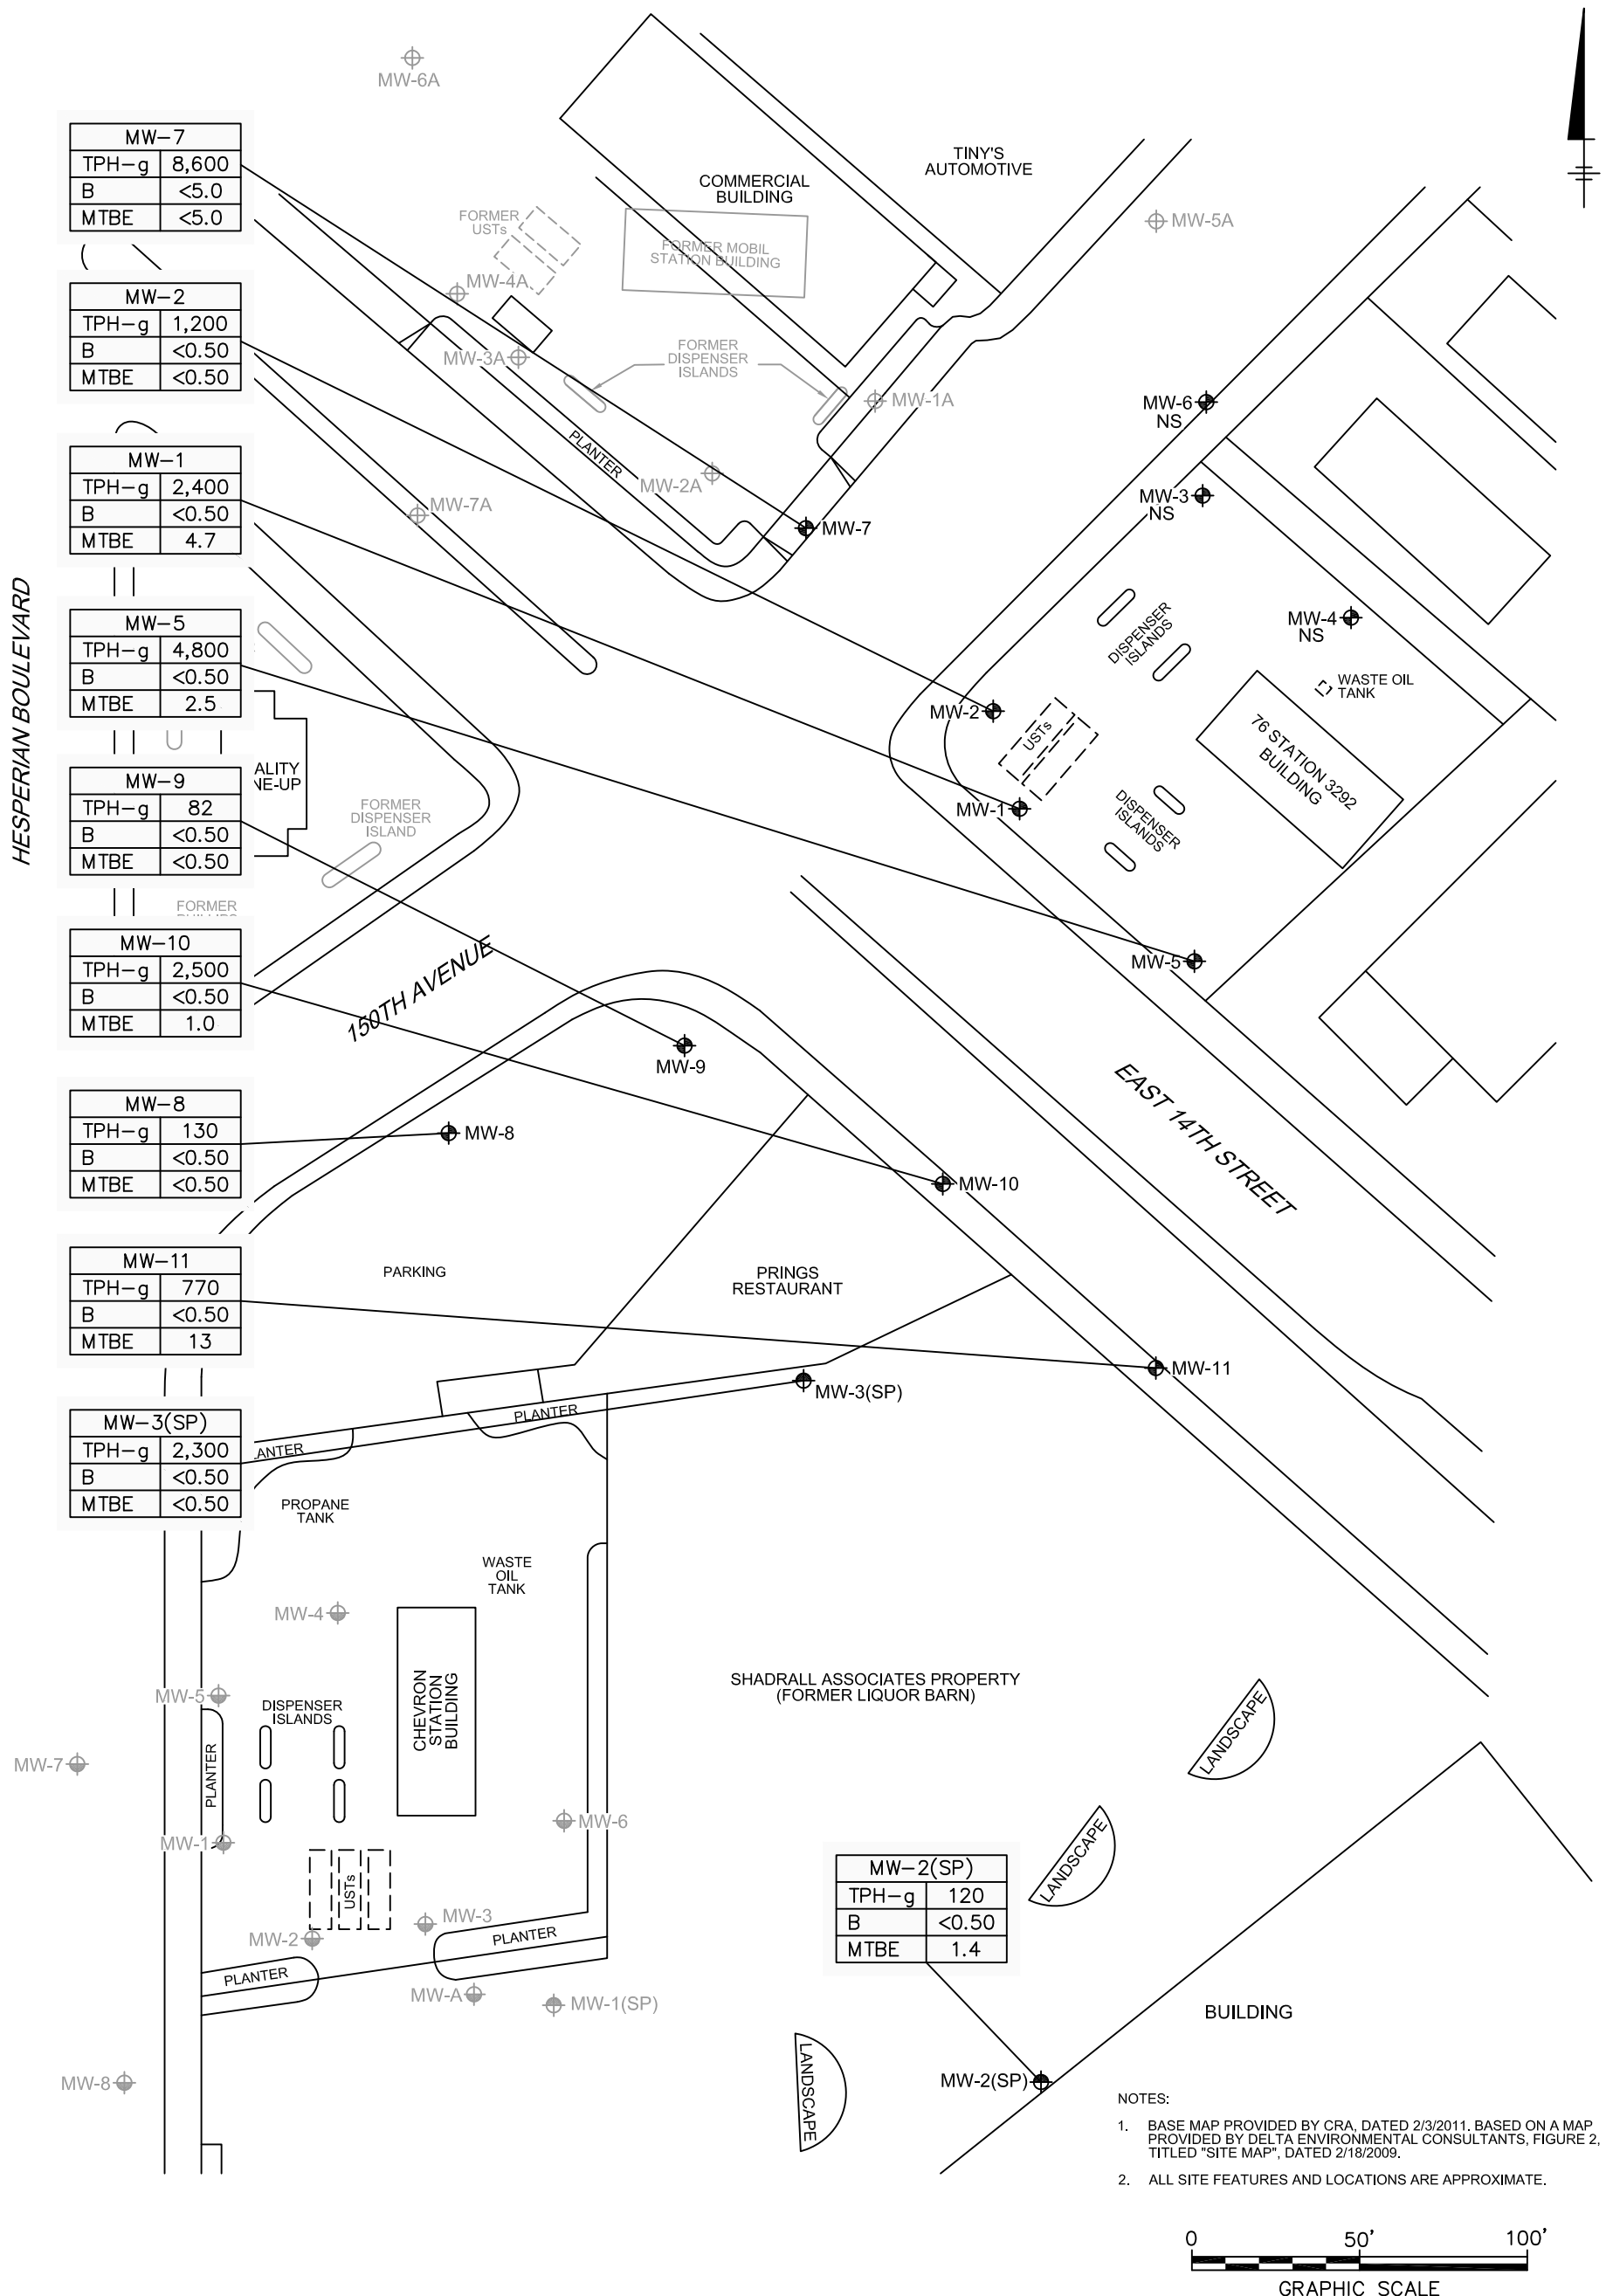 MW-6A
MW-7
TPH-g 8,600
B <5.0
MTBE <5.0
MW-2
TPH-g 1,200
B <0.50
MTBE <0.50
MW-1
TPH-g 2,400
B <0.50
MTBE 4.7
MW-5
TPH-g 4,800
B <0.50
MTBE 2.5
MW-9
TPH-g 82
B <0.50
MTBE <0.50
MW-10
TPH-g 2,500
B <0.50
MTBE 1.0
MW-8
TPH-g 130
B <0.50
MTBE <0.50
MW-11
TPH-g 770
B <0.50
MTBE 13
MW-3(SP)
TPH-g 2,300
B <0.50
MTBE <0.50
HESPERIAN BOULEVARD
TINY'S
AUTOMOTIVE
COMMERCIAL
BUILDING
FORMER
USTs
FORMER MOBIL
STATION BUILDING
MW-5A
MW-4A
MW-3A
FORMER
DISPENSER
ISLANDS
MW-1A
PLANTER
MW-2A
MW-7A
MW-7
MW-6
NS
MW-3
NS
MW-4
NS
DISPENSER
ISLANDS
WASTE OIL
TANK
MW-2
USTs
76 STATION 3292
BUILDING
MW-1
DISPENSER
ISLANDS
ALITY
NE-UP
FORMER
DISPENSER
ISLAND
FORMER
150TH AVENUE
MW-5
MW-9
EAST 14TH STREET
MW-8
MW-10
PARKING
PRINGS
RESTAURANT
MW-11
MW-3(SP)
PLANTER
ANTER
PROPANE
TANK
WASTE
OIL
TANK
MW-4
MW-5
DISPENSER
ISLANDS
CHEVRON
STATION
BUILDING
SHADRALL ASSOCIATES PROPERTY
(FORMER LIQUOR BARN)
LANDSCAPE
MW-7
PLANTER
MW-1
MW-6
LANDSCAPE
USTs
MW-2(SP)
TPH-g 120
B <0.50
MTBE 1.4
MW-3
MW-2
PLANTER
PLANTER
MW-A
MW-1(SP)
BUILDING
LANDSCAPE
MW-8
MW-2(SP)
NOTES:
1. BASE MAP PROVIDED BY CRA, DATED 2/3/2011. BASED ON A MAP
PROVIDED BY DELTA ENVIRONMENTAL CONSULTANTS, FIGURE 2,
TITLED "SITE MAP", DATED 2/18/2009.
2. ALL SITE FEATURES AND LOCATIONS ARE APPROXIMATE.
0 50' 100'
GRAPHIC SCALE